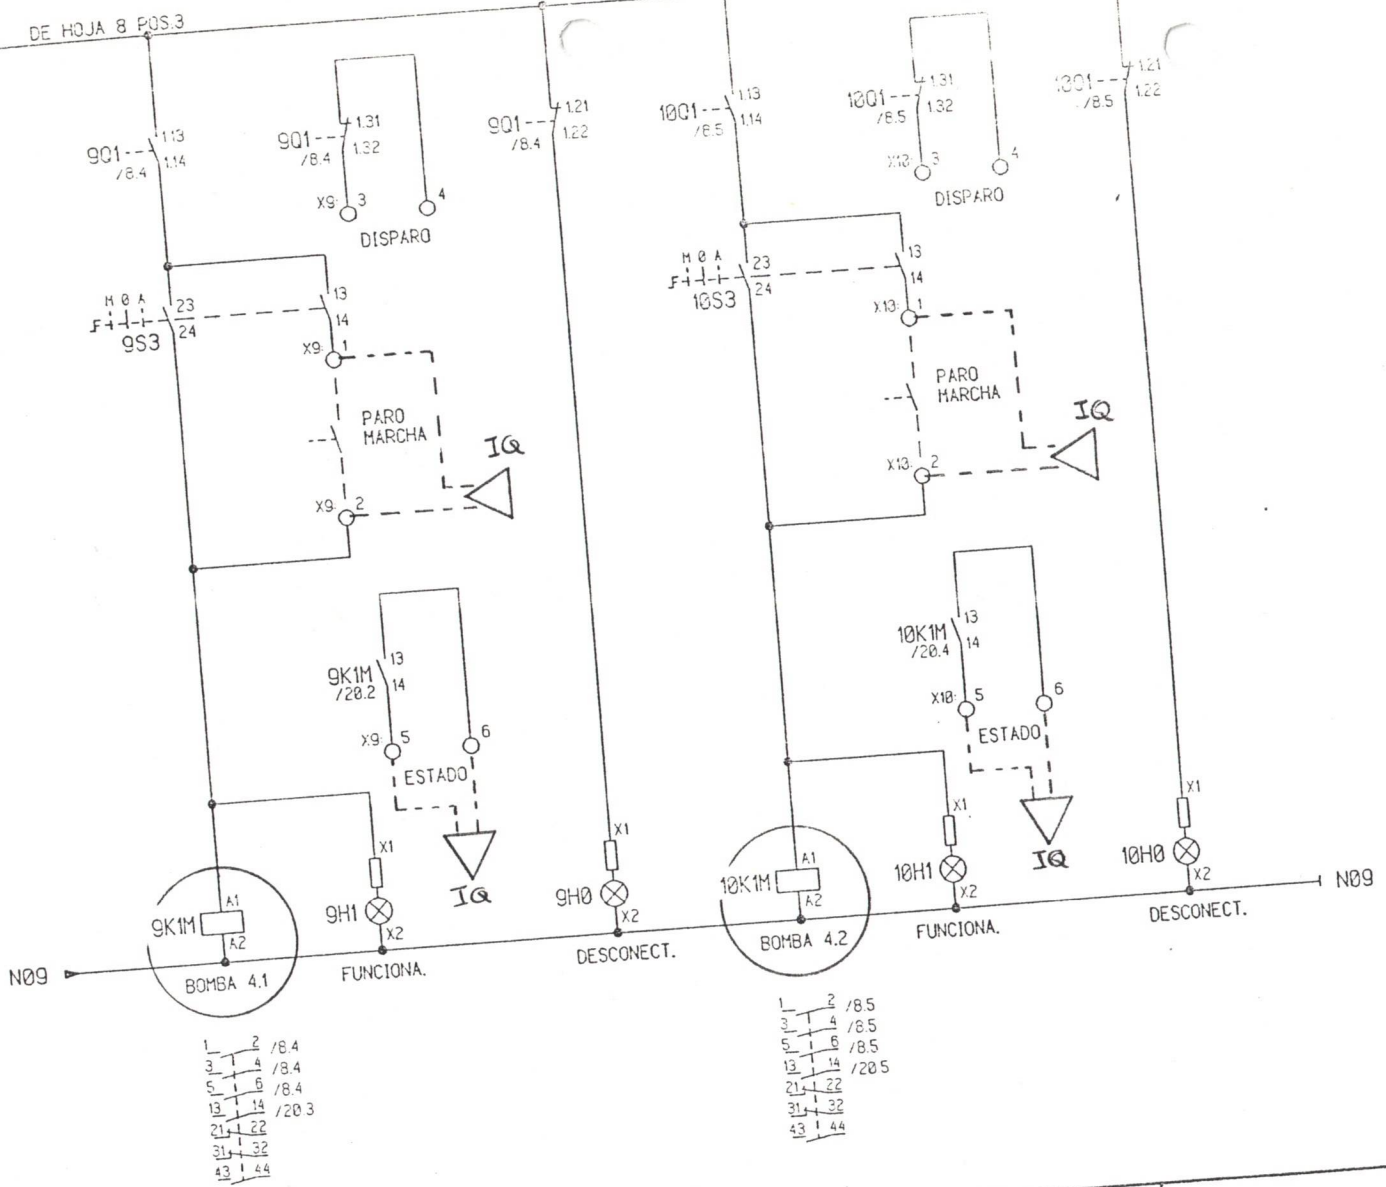 DE HOJA 8 POS.3
9Q1
/8.4
1.13
1.14
9Q1
/8.4
1.31
1.32
X9: 3
4
DISPARO
9Q1
/8.4
1.21
1.22
10Q1
/8.5
1.13
1.14
10Q1
/8.5
1.31
1.32
X10: 3
4
DISPARO
10Q1
/8.5
1.21
1.22
M 0 A
9S3
23
24
13
14
X9: 1
PARO
MARCHA
IQ
X9: 2
M 0 A
10S3
23
24
13
14
X10: 1
PARO
MARCHA
IQ
X10: 2
9K1M
/20.2
13
14
X9: 5
6
ESTADO
IQ
10K1M
/20.4
13
14
X10: 5
6
ESTADO
IQ
N09
9K1M
A1
A2
BOMBA 4.1
X1
9H1
X2
FUNCIONA.
X1
9H0
X2
DESCONECT.
10K1M
A1
A2
BOMBA 4.2
X1
10H1
X2
FUNCIONA.
X1
10H0
X2
DESCONECT.
N09
1 2 /8.4
3 4 /8.4
5 6 /8.4
13 14 /20.3
21 22
31 32
43 44
1 2 /8.5
3 4 /8.5
5 6 /8.5
13 14 /20.5
21 22
31 32
43 44